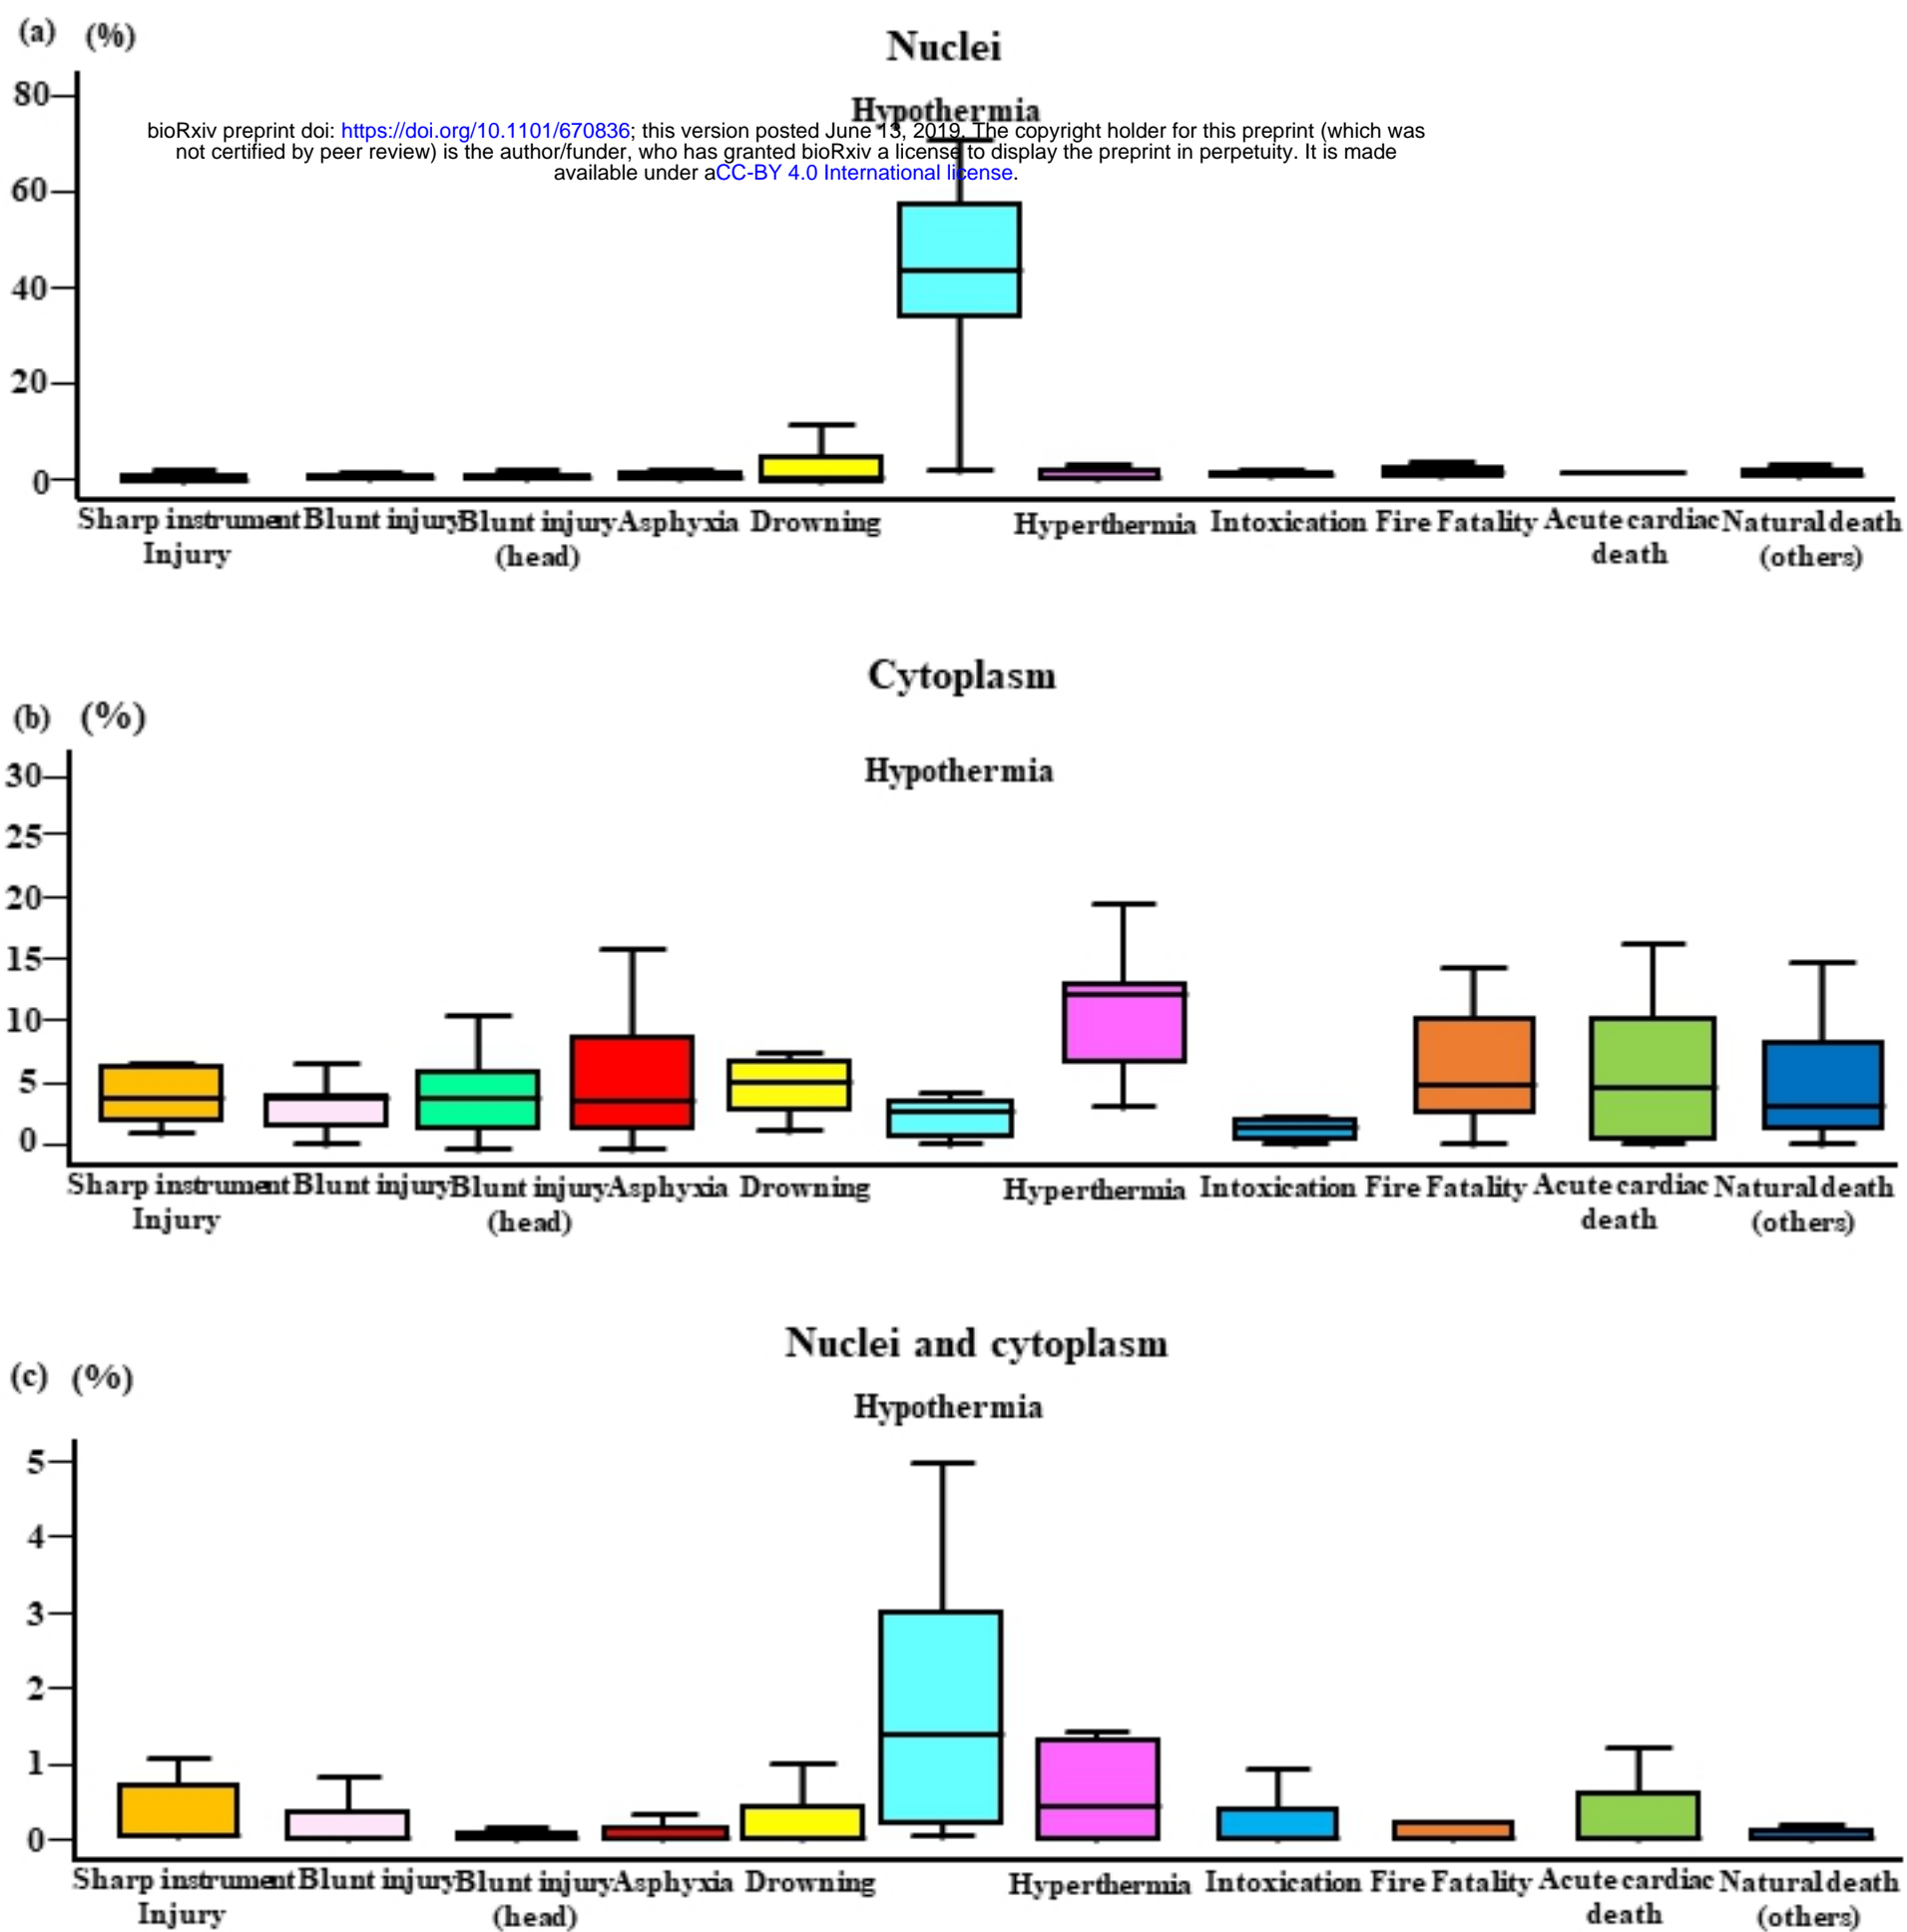 (a) (%)
Nuclei
Hypothermia
bioRxiv preprint doi: https://doi.org/10.1101/670836; this version posted June 13, 2019. The copyright holder for this preprint (which was
not certified by peer review) is the author/funder, who has granted bioRxiv a license to display the preprint in perpetuity. It is made
available under aCC-BY 4.0 International license.
80
60
40
20
0
Sharp instrument Blunt injury Blunt injury Asphyxia Drowning Hyperthermia Intoxication Fire Fatality Acute cardiac Natural death
Injury (head) death (others)
Cytoplasm
(b) (%)
Hypothermia
30
25
20
15
10
5
0
Sharp instrument Blunt injury Blunt injury Asphyxia Drowning Hyperthermia Intoxication Fire Fatality Acute cardiac Natural death
Injury (head) death (others)
Nuclei and cytoplasm
(c) (%)
Hypothermia
5
4
3
2
1
0
Sharp instrument Blunt injury Blunt injury Asphyxia Drowning Hyperthermia Intoxication Fire Fatality Acute cardiac Natural death
Injury (head) death (others)